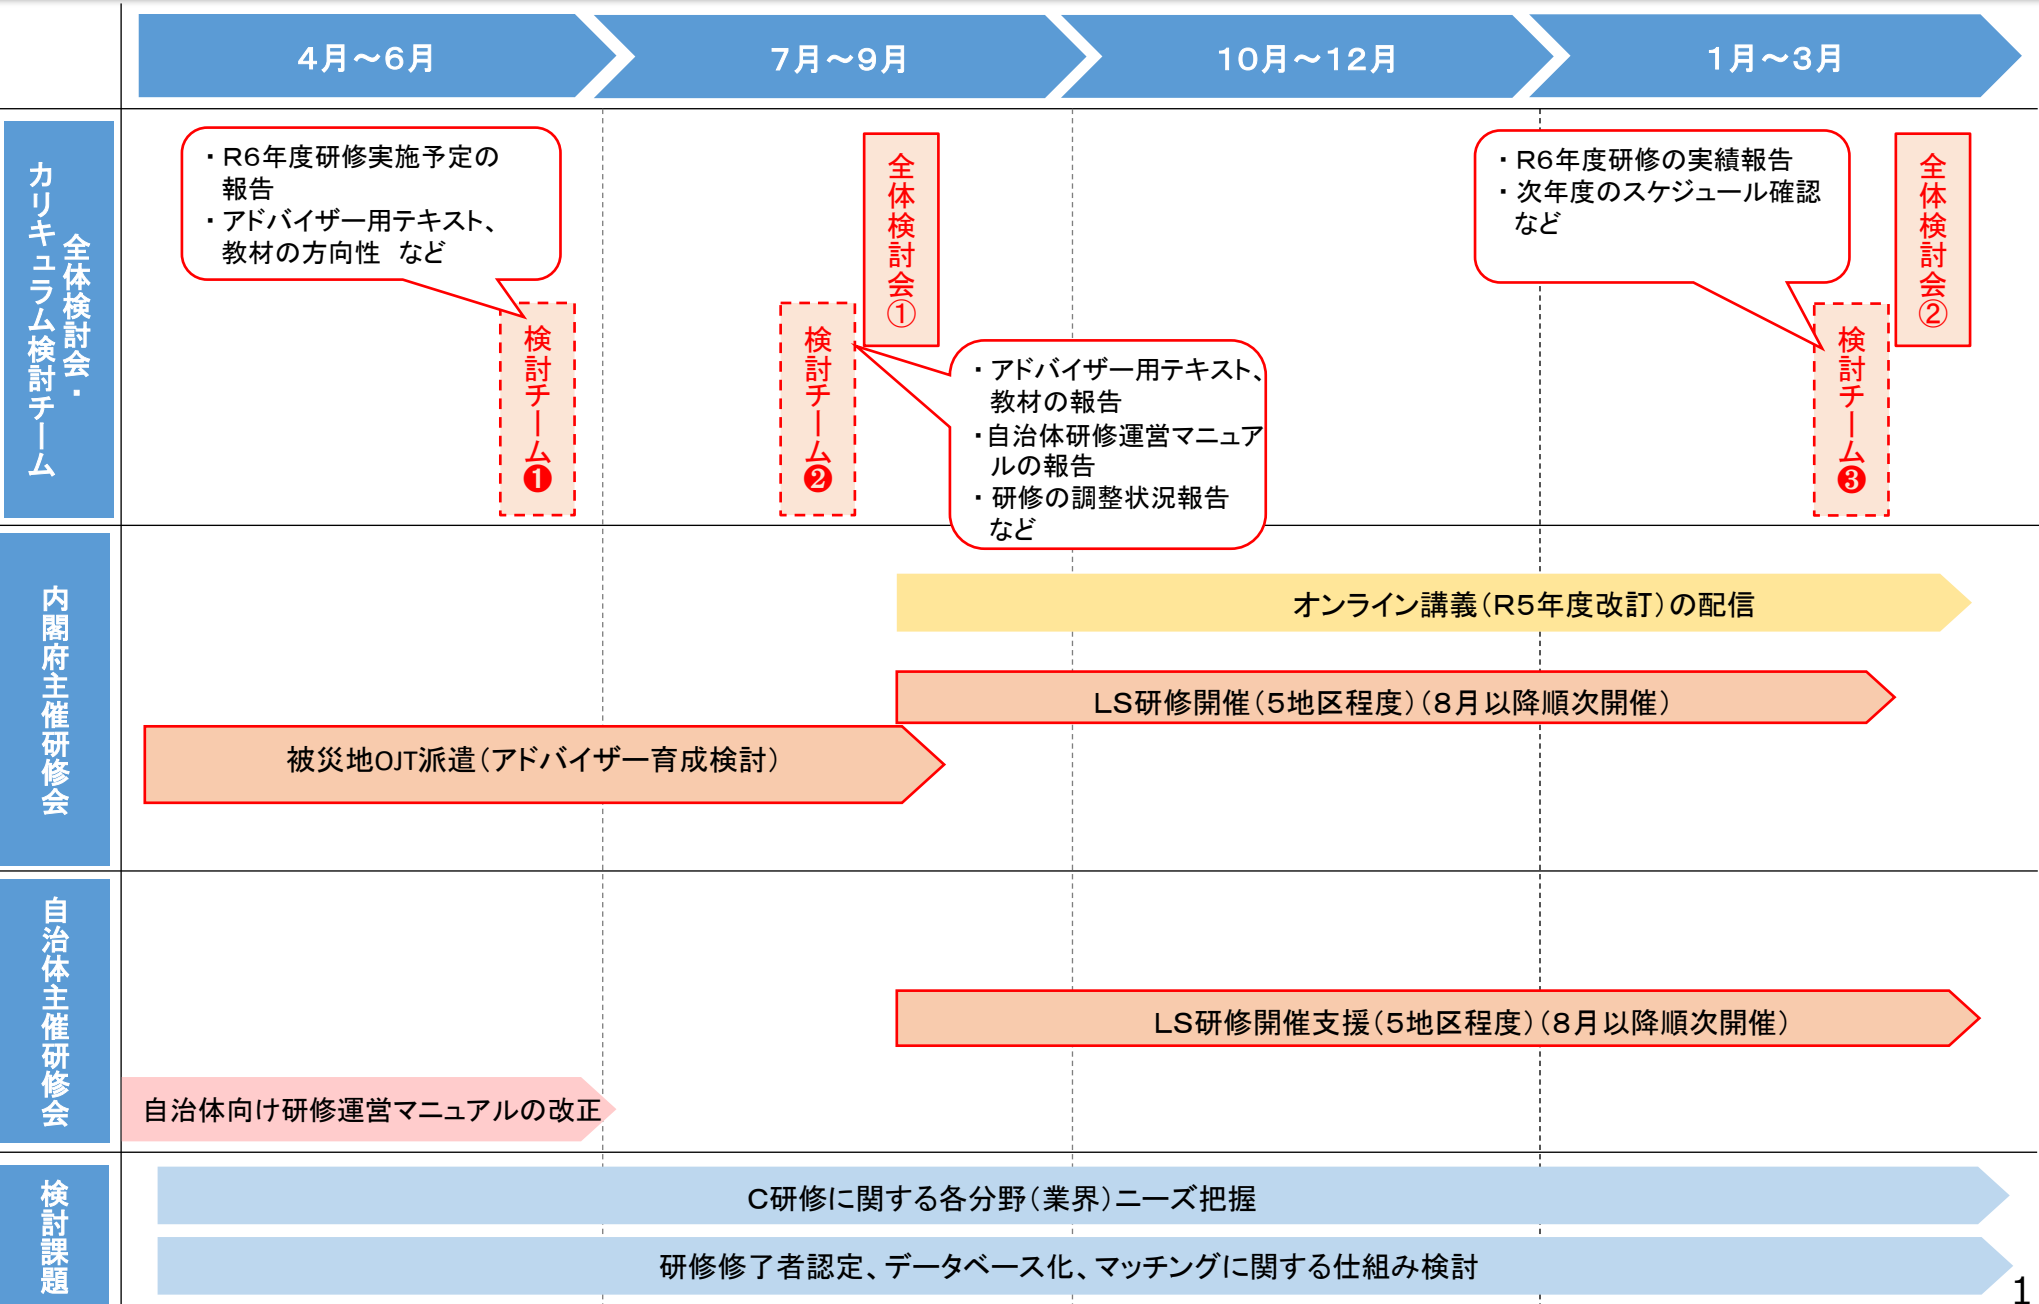 4月～6月
7月～9月
10月～12月
1月～3月
全体検討会・
カリキュラム検討チーム
・R6年度研修実施予定の
報告
・アドバイザー用テキスト、
教材の方向性 など
検討チーム❶
検討チーム❷
全体検討会①
・アドバイザー用テキスト、
教材の報告
・自治体研修運営マニュア
ルの報告
・研修の調整状況報告
など
・R6年度研修の実績報告
・次年度のスケジュール確認
など
検討チーム❸
全体検討会②
内閣府主催研修会
オンライン講義（R5年度改訂）の配信
LS研修開催（5地区程度）（8月以降順次開催）
被災地OJT派遣（アドバイザー育成検討）
自治体主催研修会
LS研修開催支援（5地区程度）（8月以降順次開催）
自治体向け研修運営マニュアルの改正
検討課題
C研修に関する各分野（業界）ニーズ把握
研修修了者認定、データベース化、マッチングに関する仕組み検討
1